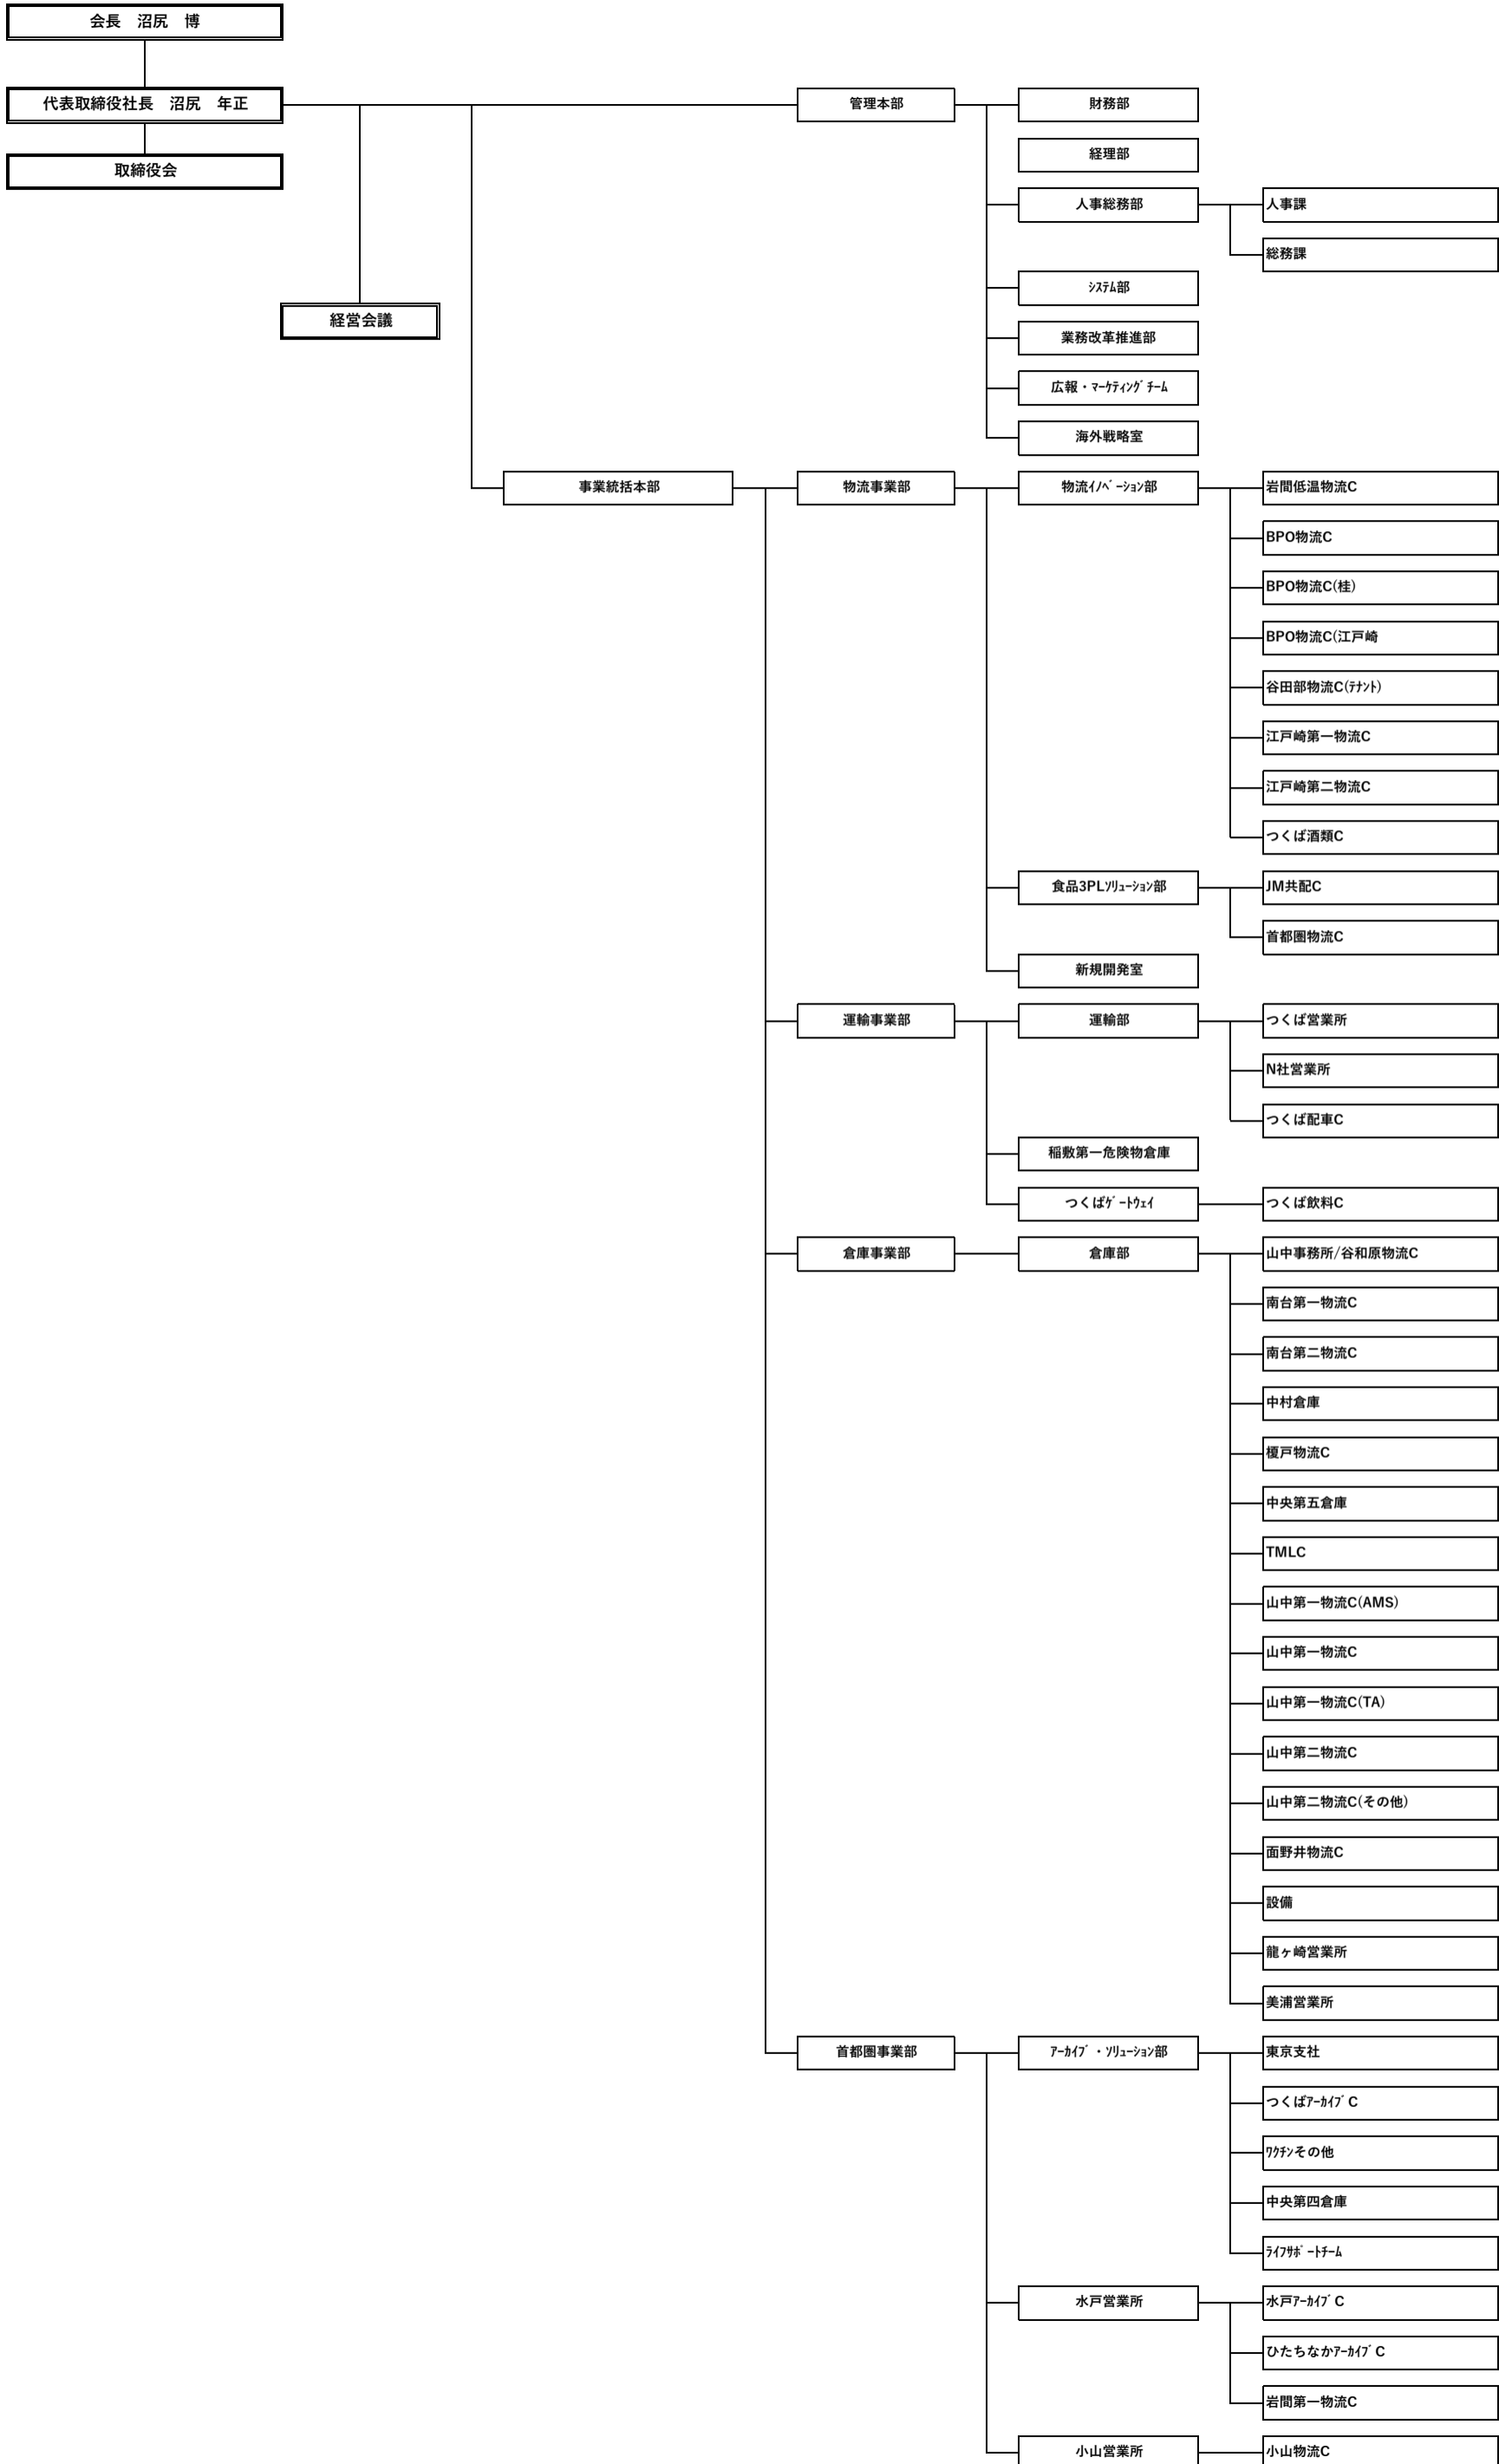 会長　沼尻　博
代表取締役社長　沼尻　年正
取締役会
経営会議
管理本部
財務部
経理部
人事総務部
人事課
総務課
ｼｽﾃﾑ部
業務改革推進部
広報・ﾏｰｹﾃｨﾝｸﾞﾁｰﾑ
海外戦略室
事業統括本部
物流事業部
物流ｲﾉﾍﾞｰｼｮﾝ部
岩間低温物流C
BPO物流C
BPO物流C(桂)
BPO物流C(江戸崎
谷田部物流C(ﾃﾅﾝﾄ)
江戸崎第一物流C
江戸崎第二物流C
つくば酒類C
食品3PLｿﾘｭｰｼｮﾝ部
JM共配C
首都圏物流C
新規開発室
運輸事業部
運輸部
つくば営業所
N社営業所
つくば配車C
稲敷第一危険物倉庫
つくばｹﾞｰﾄｳｪｲ
つくば飲料C
倉庫事業部
倉庫部
山中事務所/谷和原物流C
南台第一物流C
南台第二物流C
中村倉庫
榎戸物流C
中央第五倉庫
TMLC
山中第一物流C(AMS)
山中第一物流C
山中第一物流C(TA)
山中第二物流C
山中第二物流C(その他)
面野井物流C
設備
龍ヶ崎営業所
美浦営業所
首都圏事業部
ｱｰｶｲﾌﾞ・ｿﾘｭｰｼｮﾝ部
東京支社
つくばｱｰｶｲﾌﾞC
ﾜｸﾁﾝその他
中央第四倉庫
ﾗｲﾌｻﾎﾟｰﾄﾁｰﾑ
水戸営業所
水戸ｱｰｶｲﾌﾞC
ひたちなかｱｰｶｲﾌﾞC
岩間第一物流C
小山営業所
小山物流C